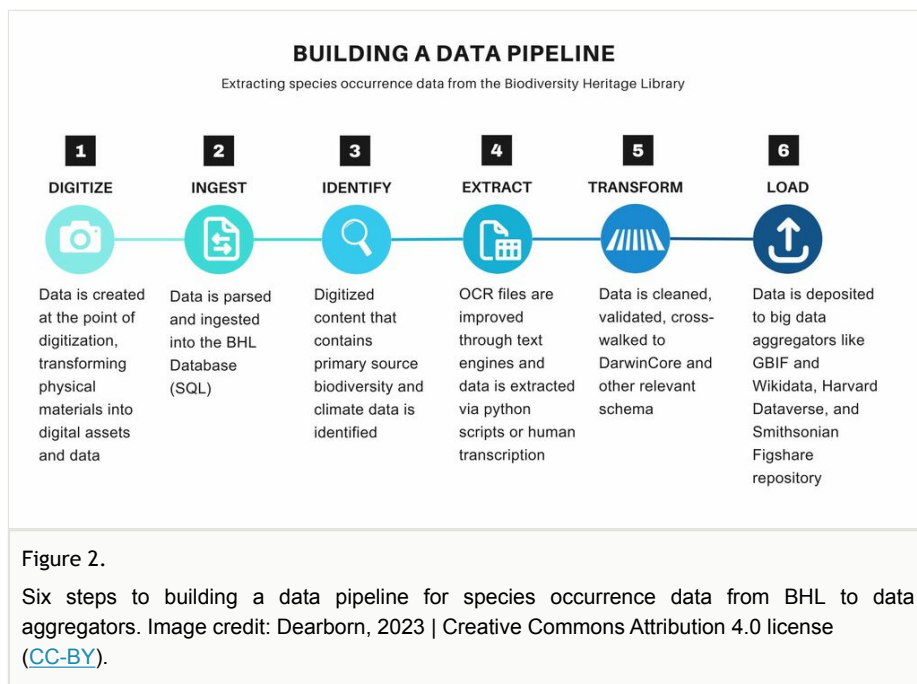 BUILDING A DATA PIPELINE
Extracting species occurrence data from the Biodiversity Heritage Library
1
DIGITIZE
Data is created
at the point of
digitization,
transforming
physical
materials into
digital assets
and data
2
INGEST
Data is parsed
and ingested
into the BHL
Database
(SQL)
3
IDENTIFY
Digitized
content that
contains
primary source
biodiversity and
climate data is
identified
4
EXTRACT
OCR files are
improved
through text
engines and
data is extracted
via python
scripts or human
transcription
5
TRANSFORM
Data is cleaned,
validated, cross-
walked to
DarwinCore and
other relevant
schema
6
LOAD
Data is deposited
to big data
aggregators like
GBIF and
Wikidata, Harvard
Dataverse, and
Smithsonian
Figshare
repository
Figure 2.
Six steps to building a data pipeline for species occurrence data from BHL to data
aggregators. Image credit: Dearborn, 2023 | Creative Commons Attribution 4.0 license
(CC-BY).